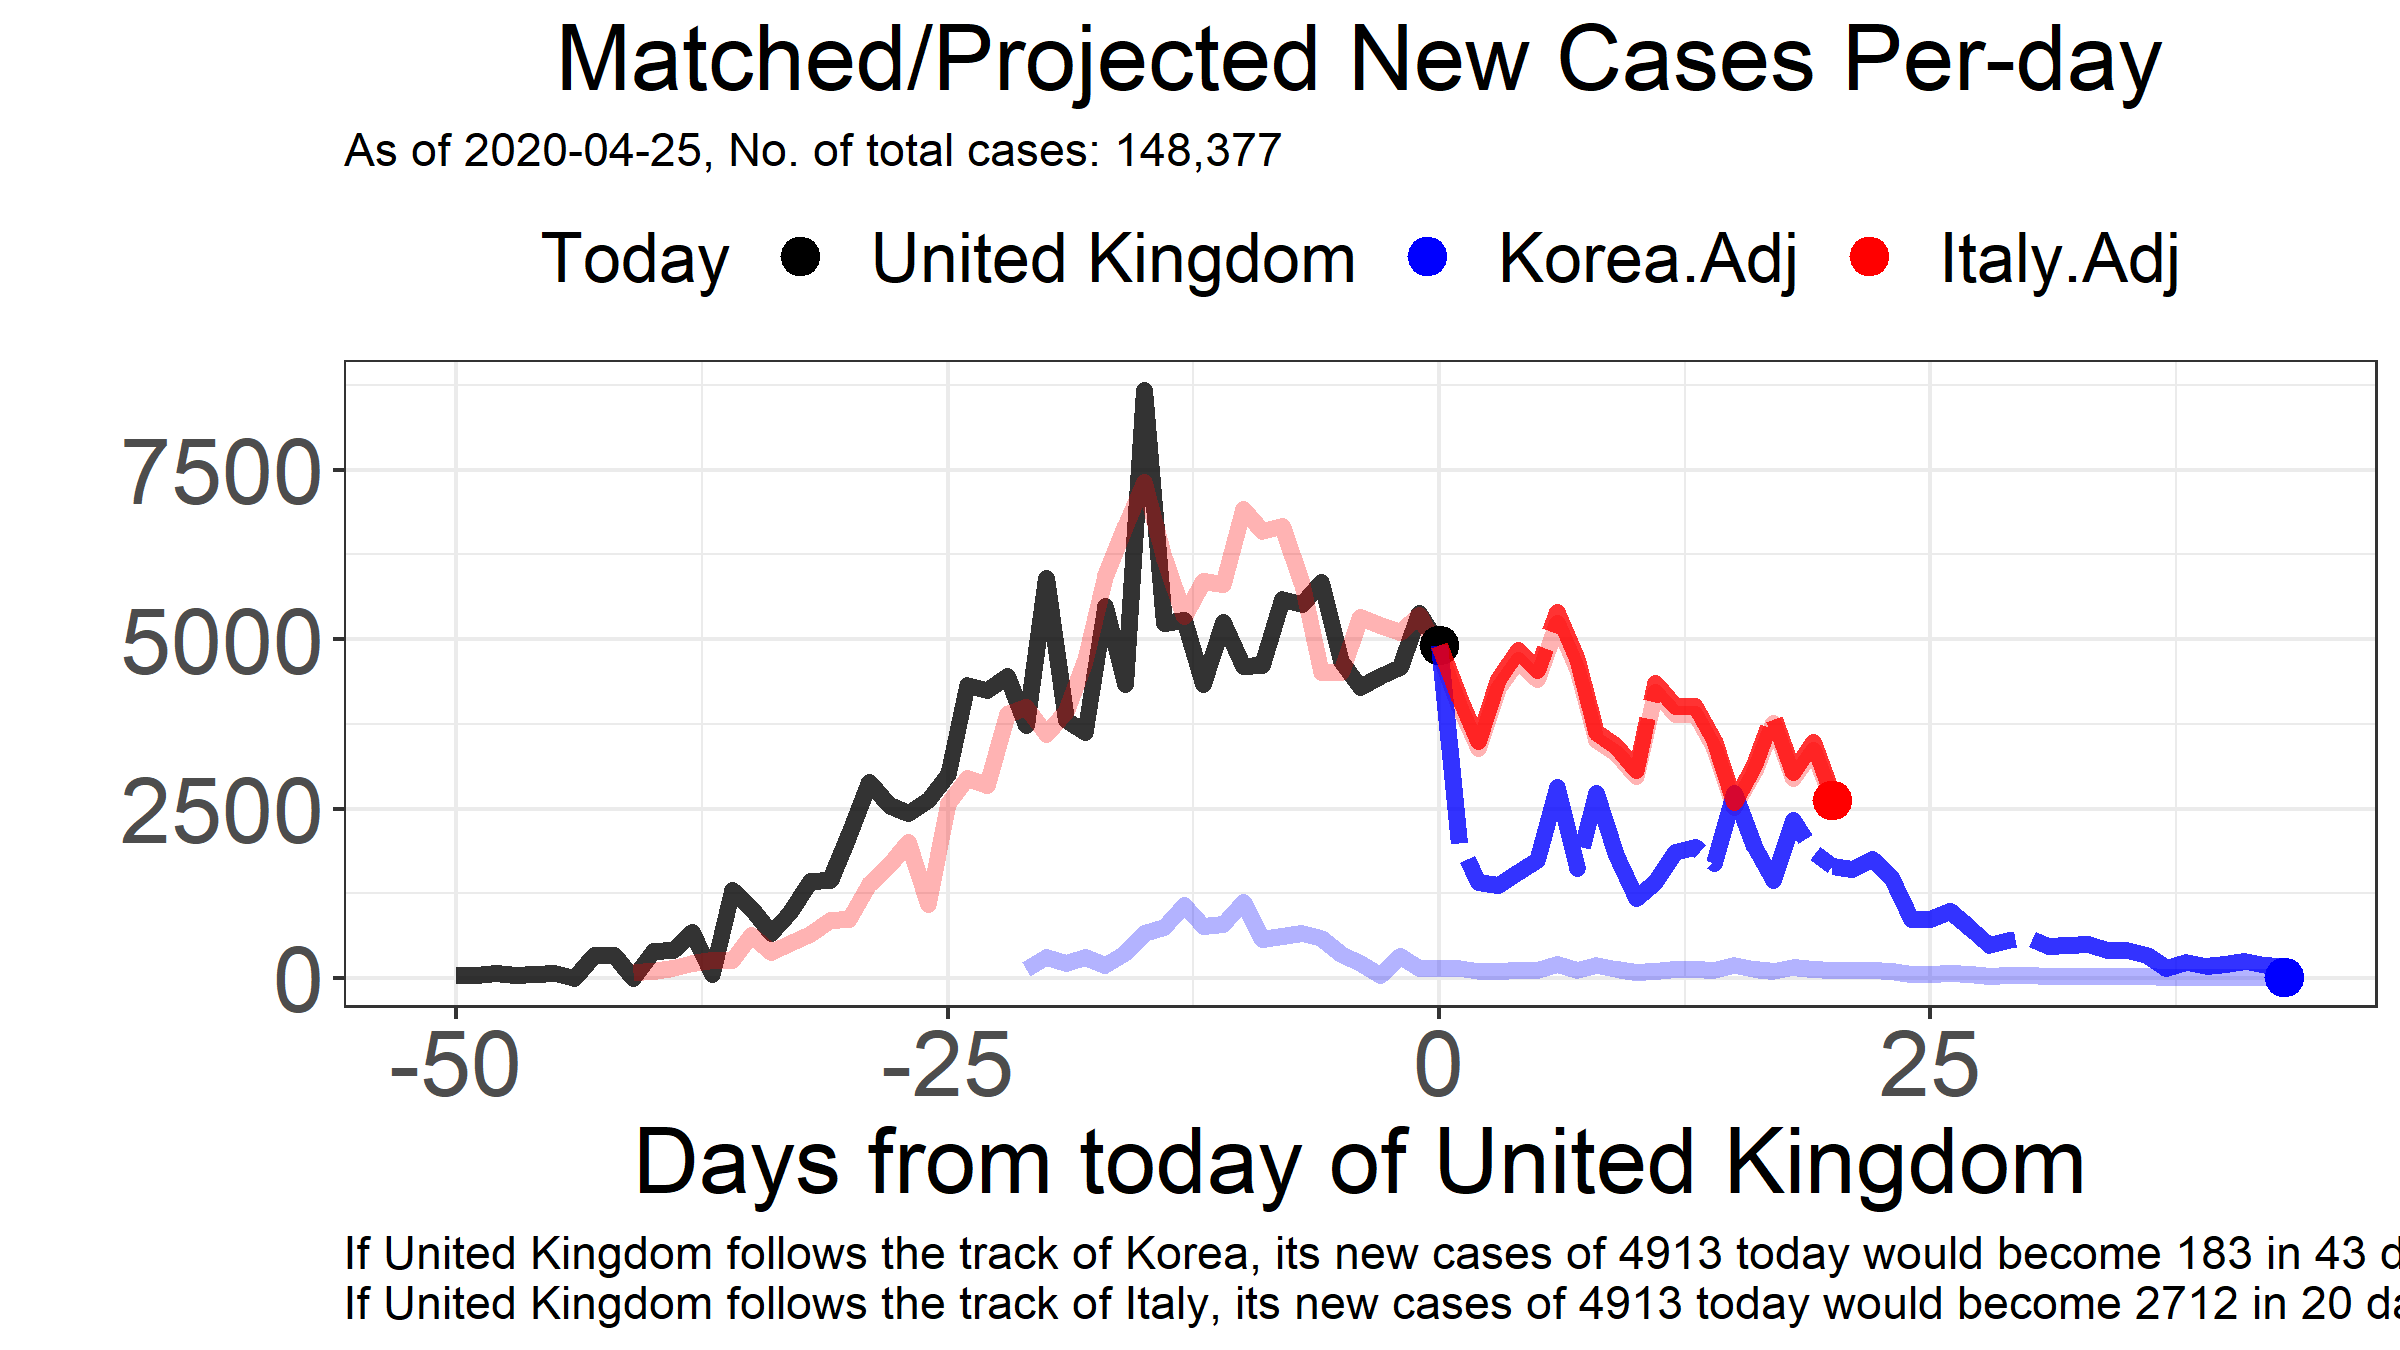 Matched/Projected New Cases Per-day
As of 2020-04-25, No. of total cases: 148,377
Today United Kingdom Korea.Adj Italy.Adj
7500
5000
2500
0
-50 -25 0 25
Days from today of United Kingdom
If United Kingdom follows the track of Korea, its new cases of 4913 today would become 183 in 43 d
If United Kingdom follows the track of Italy, its new cases of 4913 today would become 2712 in 20 da